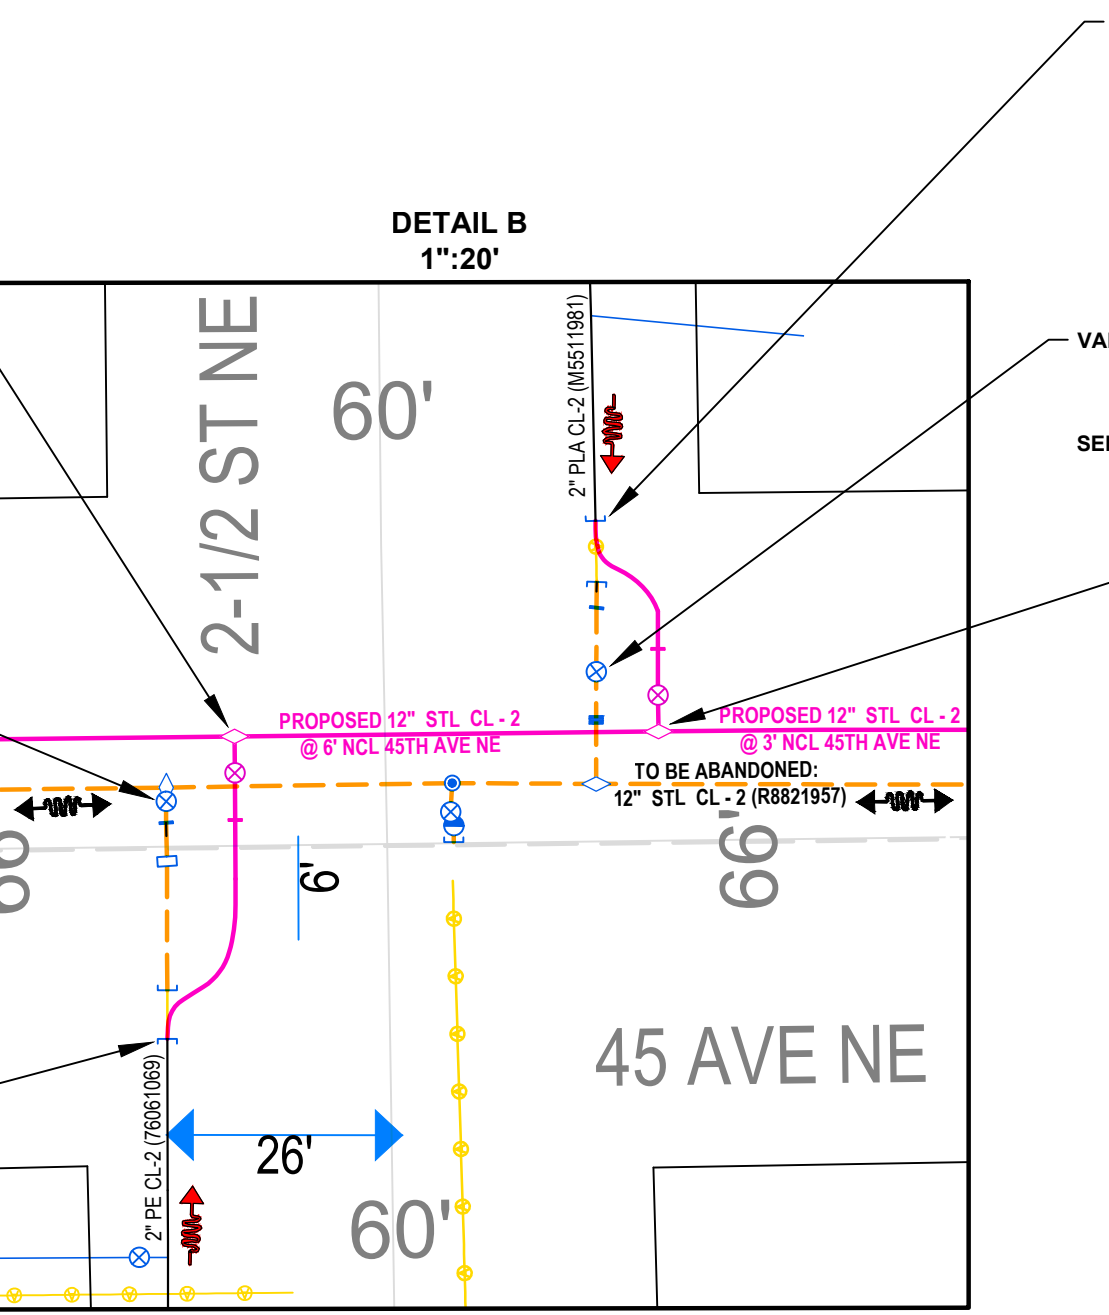 DETAIL B
1":20'
2-1/2 ST NE
60'
2" PLA CL-2 (M5511981)
PROPOSED 12" STL CL - 2
@ 6' NCL 45TH AVE NE
PROPOSED 12" STL CL - 2
@ 3' NCL 45TH AVE NE
TO BE ABANDONED:
12" STL CL - 2 (R8821957)
66'
6'
45 AVE NE
2" PE CL-2 (76061069)
26'
60'